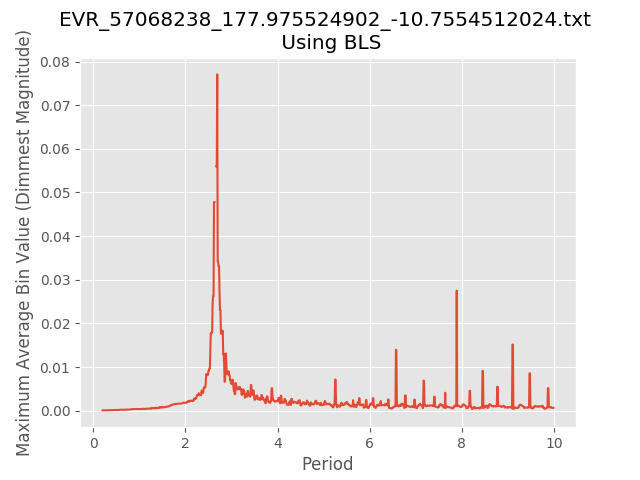 EVR_57068238_177.975524902_-10.7554512024.txt
Using BLS
Maximum Average Bin Value (Dimmest Magnitude)
0.08
0.07
0.06
0.05
0.04
0.03
0.02
0.01
0.00
0 2 4 6 8 10
Period